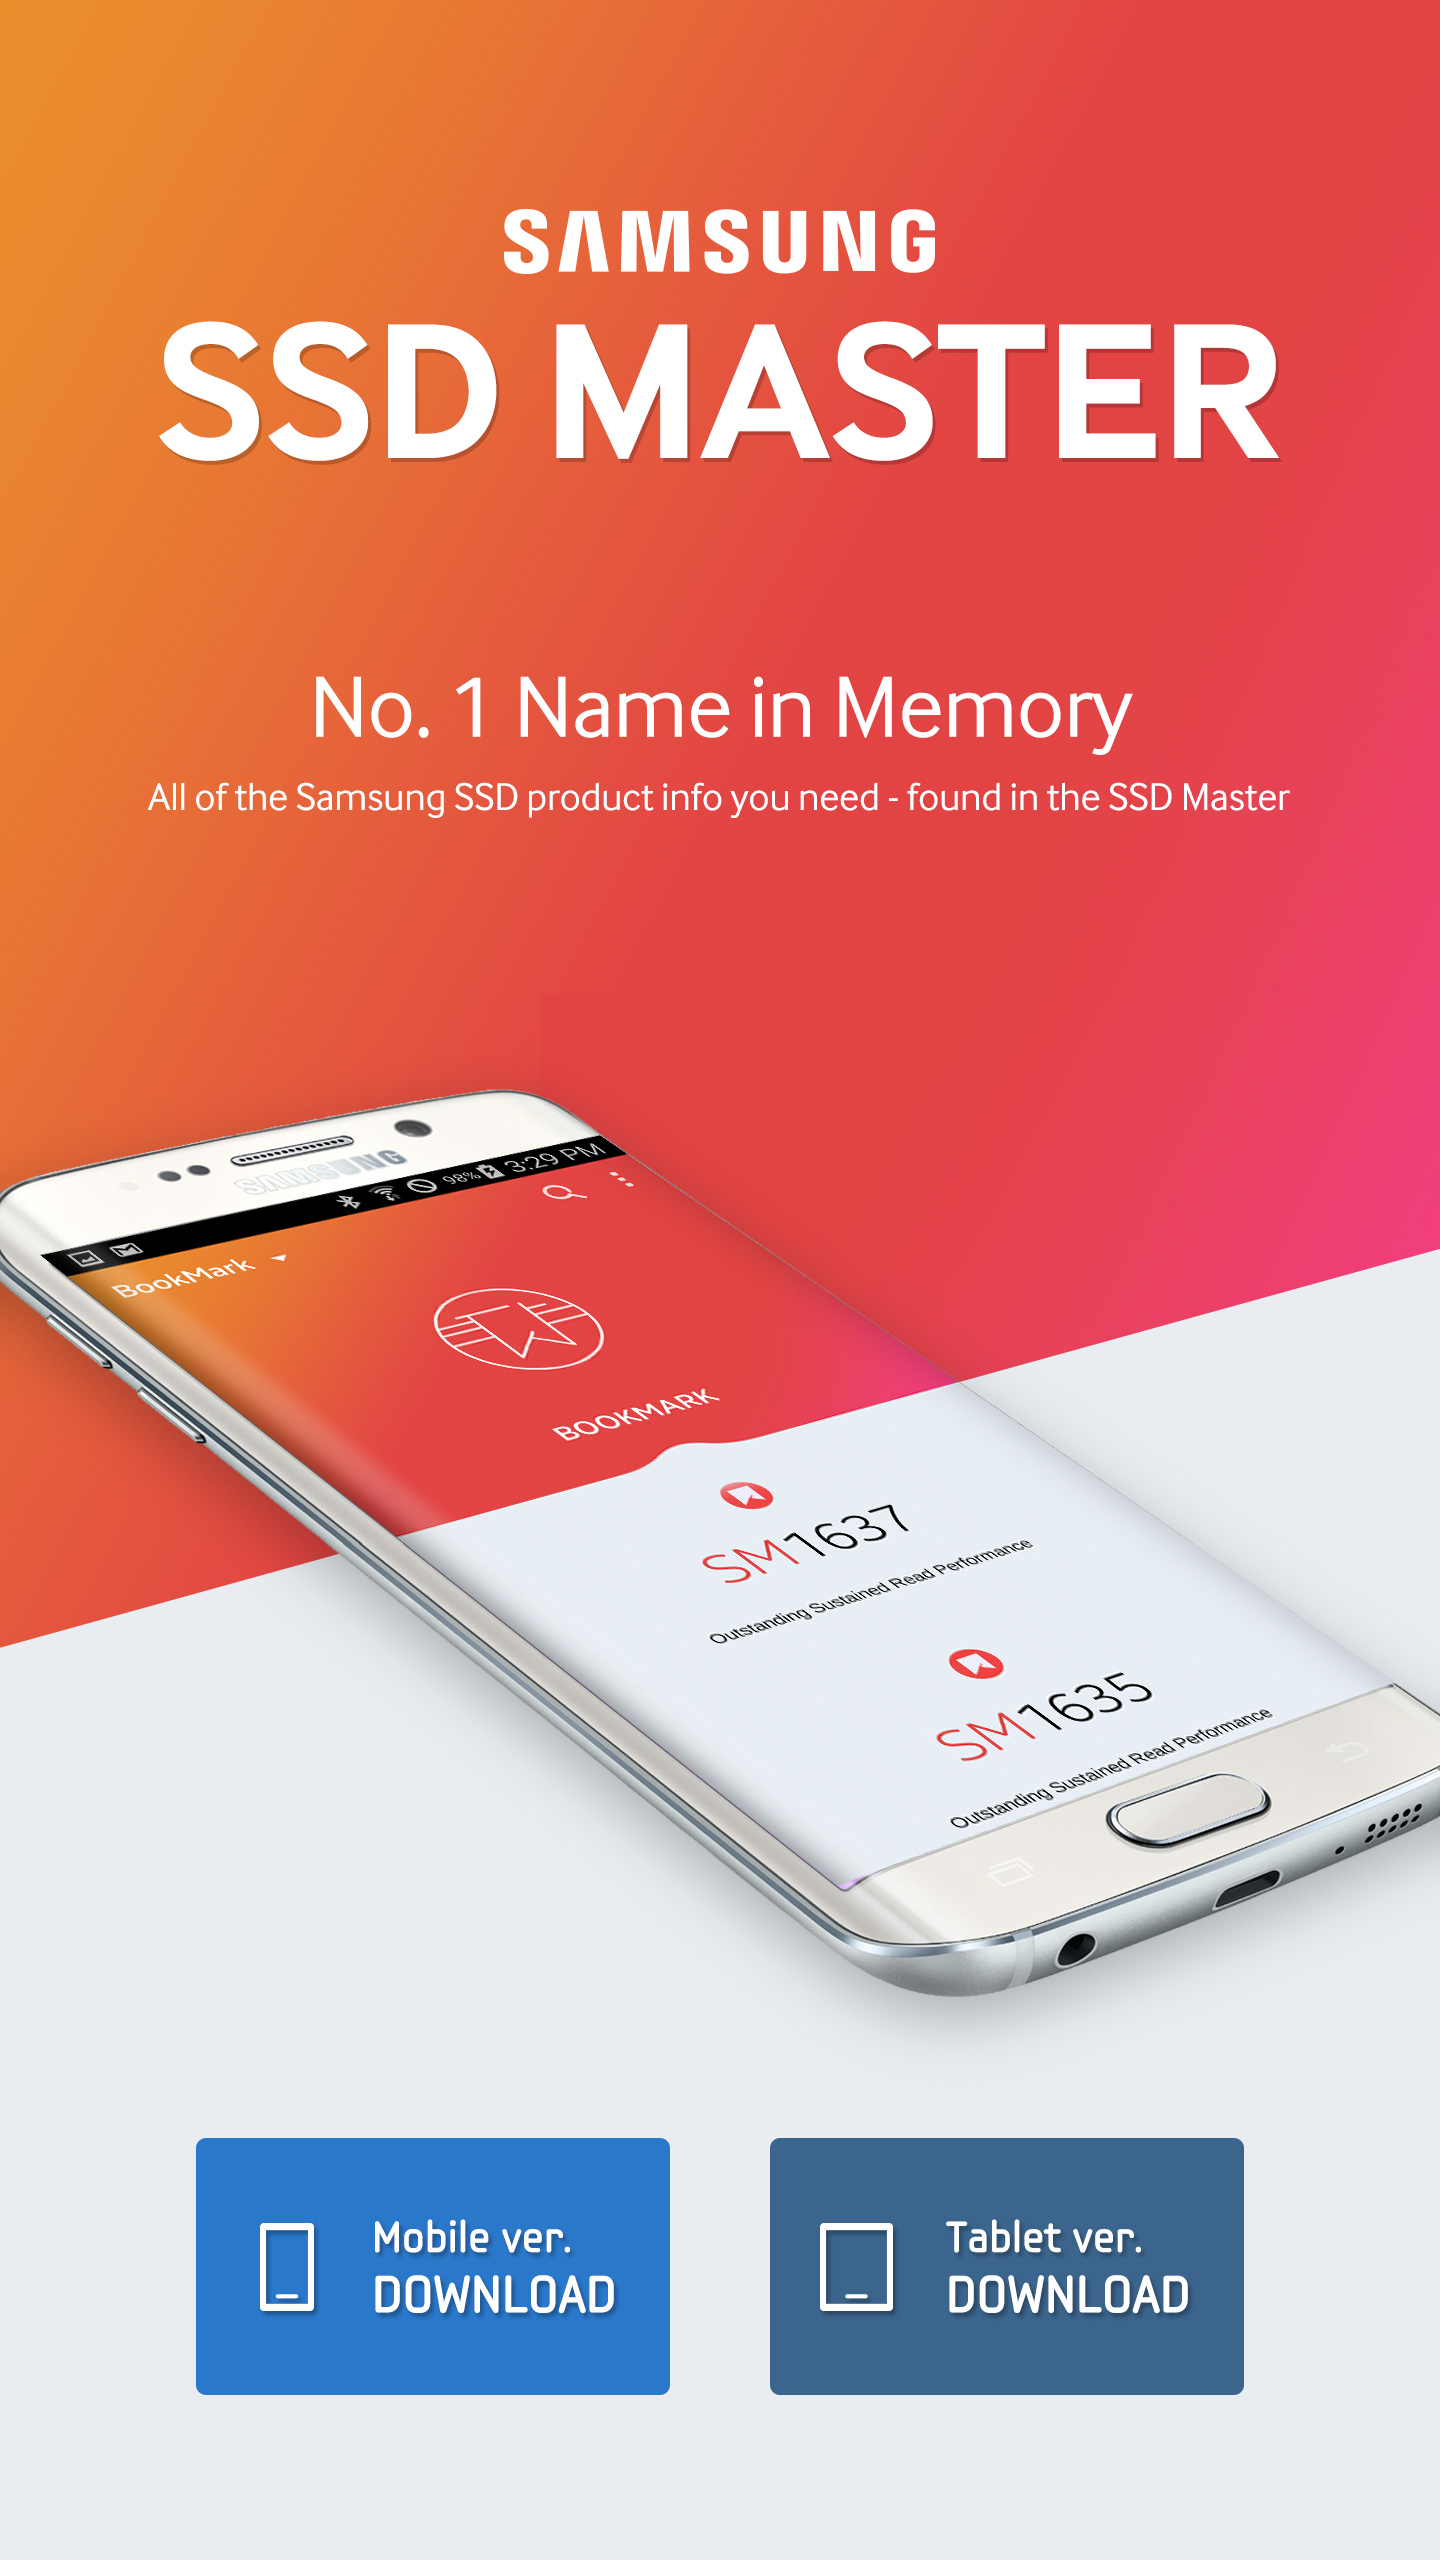 SAMSUNG
SSD MASTER
No. 1 Name in Memory
All of the Samsung SSD product info you need - found in the SSD Master
SAMSUNG
98% 3:29 PM
BookMark
BOOKMARK
SM1637
Outstanding Sustained Read Performance
SM1635
Outstanding Sustained Read Performance
Mobile ver.
DOWNLOAD
Tablet ver.
DOWNLOAD